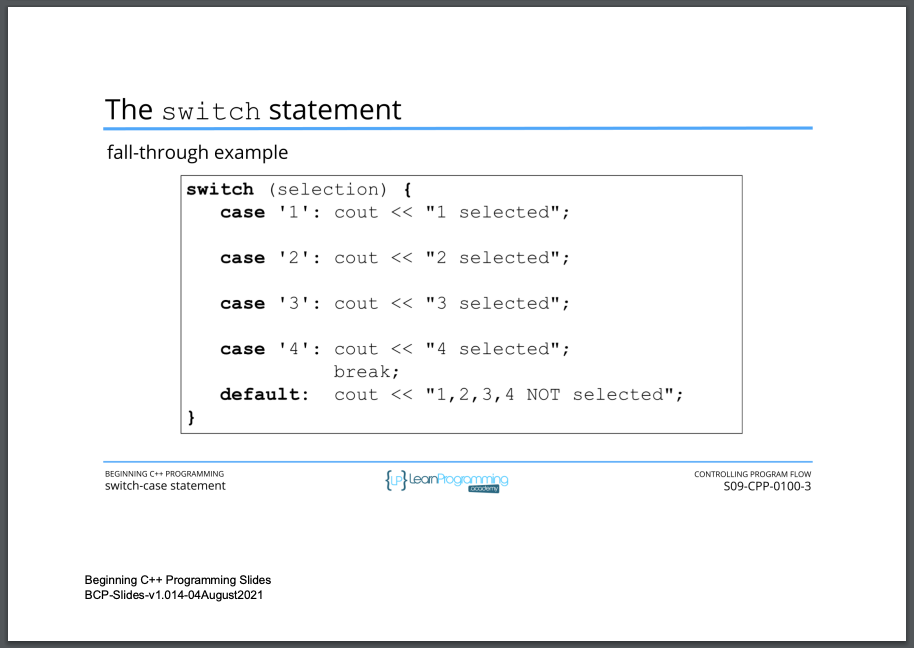 The switch statement
fall-through example
switch (selection) {
case '1': cout << "1 selected";
case '2': cout << "2 selected";
case '3': cout << "3 selected";
case '4': cout << "4 selected";
break;
default: cout << "1,2,3,4 NOT selected";
}
BEGINNING C++ PROGRAMMING
switch-case statement
{LP} LearnProgramming
academy
CONTROLLING PROGRAM FLOW
S09-CPP-0100-3
Beginning C++ Programming Slides
BCP-Slides-v1.014-04August2021